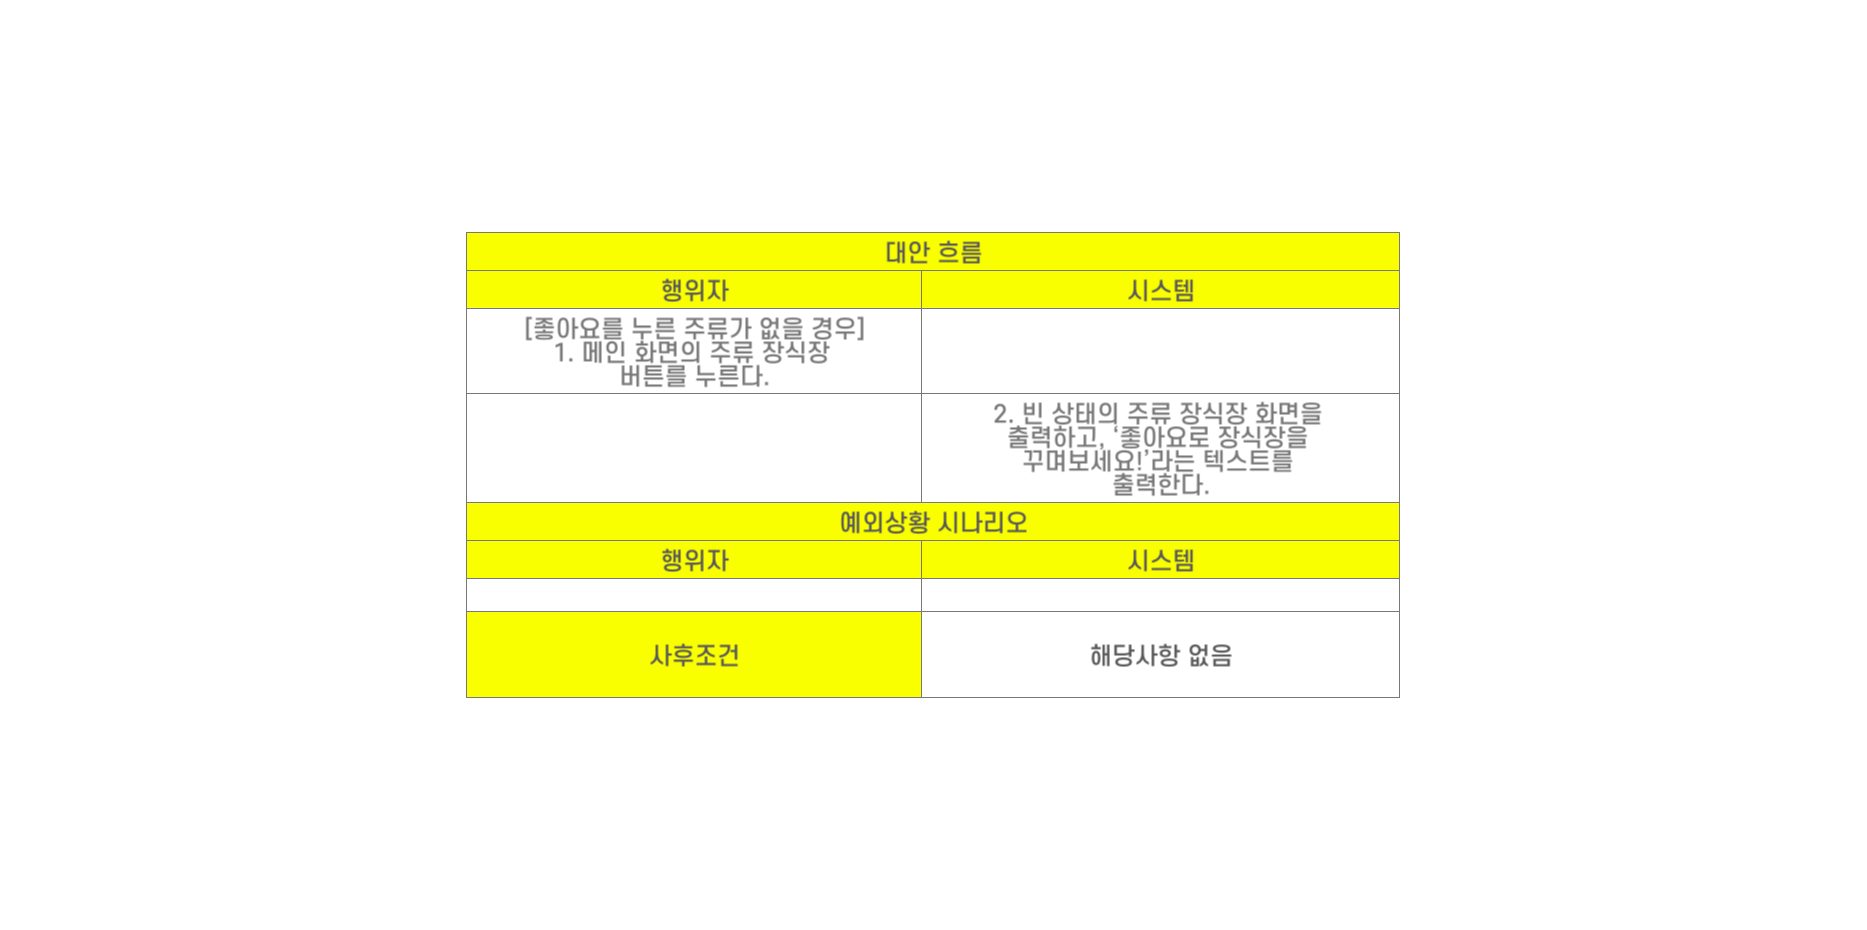 대안 흐름
행위자
시스템
[좋아요를 누른 주류가 없을 경우]
1. 메인 화면의 주류 장식장
버튼를 누른다.
2. 빈 상태의 주류 장식장 화면을
출력하고, ‘좋아요로 장식장을
꾸며보세요!’라는 텍스트를
출력한다.
예외상황 시나리오
행위자
시스템
사후조건
해당사항 없음